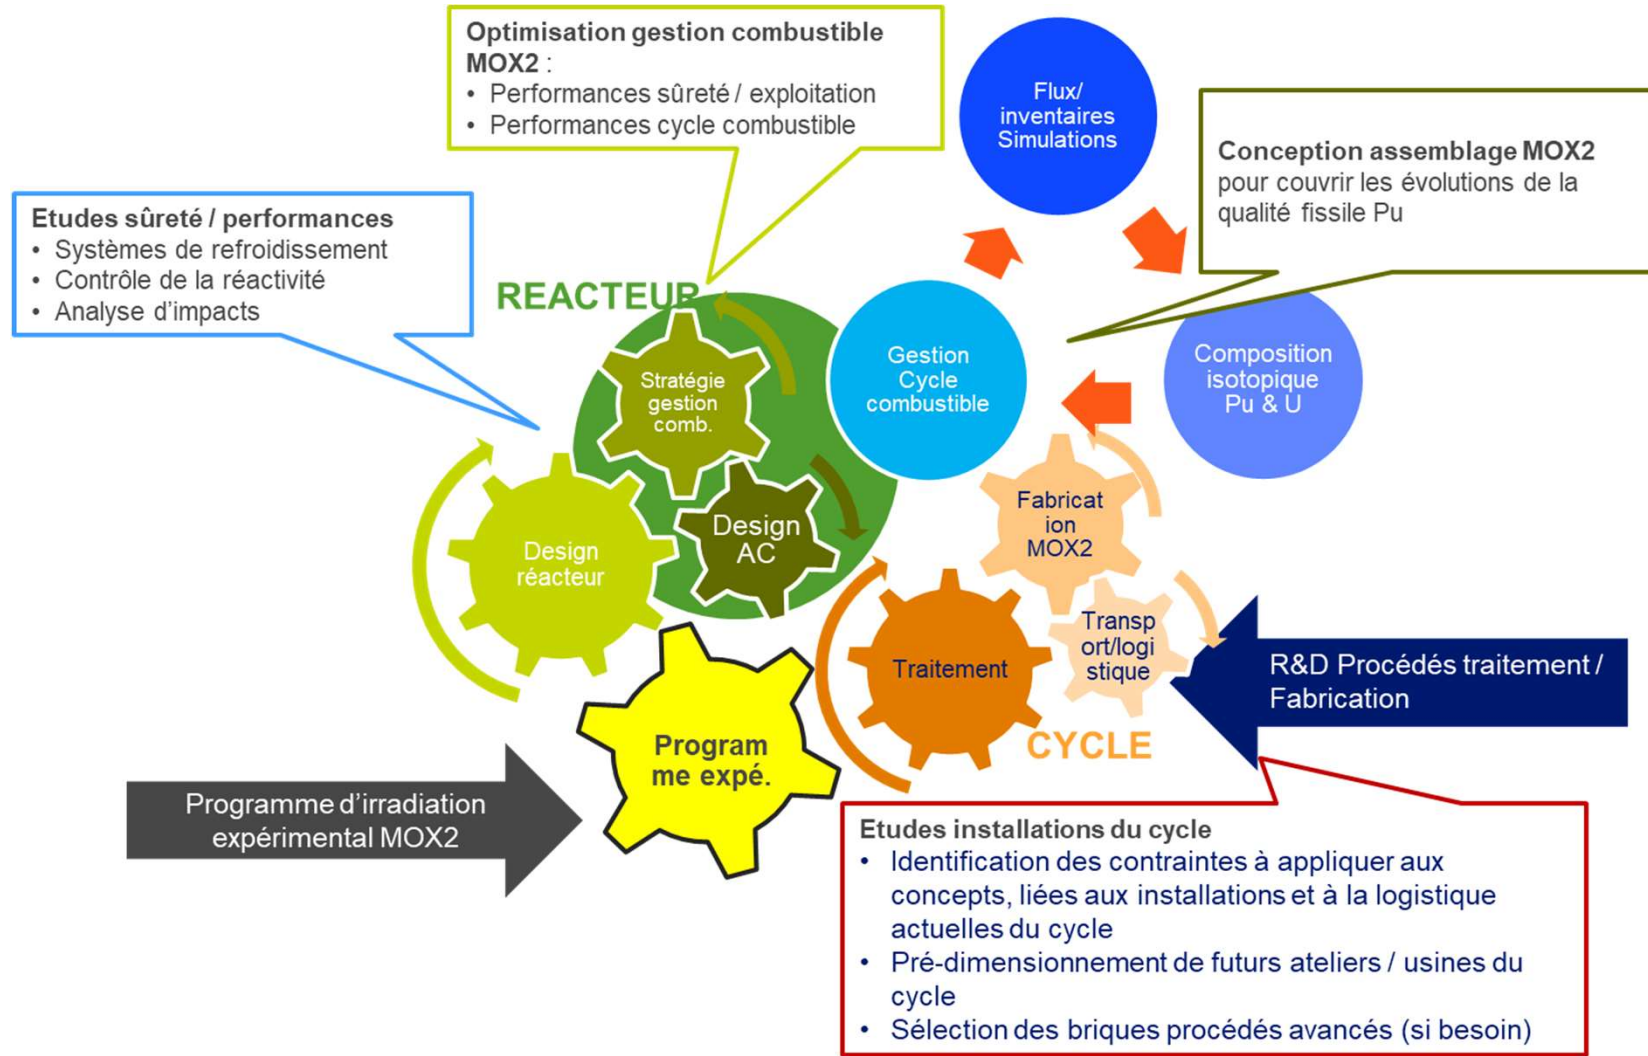 Optimisation gestion combustible
MOX2 :
• Performances sûreté / exploitation
• Performances cycle combustible
Flux/
inventaires
Simulations
Conception assemblage MOX2
pour couvrir les évolutions de la
qualité fissile Pu
Etudes sûreté / performances
• Systèmes de refroidissement
• Contrôle de la réactivité
• Analyse d’impacts
REACTEUR
Stratégie
gestion
comb.
Gestion
Cycle
combustible
Composition
isotopique
Pu & U
Design
réacteur
Design
AC
Fabricat
ion
MOX2
Traitement
Transp
ort/logi
stique
R&D Procédés traitement /
Fabrication
CYCLE
Program
me expé.
Programme d’irradiation
expérimental MOX2
Etudes installations du cycle
• Identification des contraintes à appliquer aux
concepts, liées aux installations et à la logistique
actuelles du cycle
• Pré-dimensionnement de futurs ateliers / usines du
cycle
• Sélection des briques procédés avancés (si besoin)